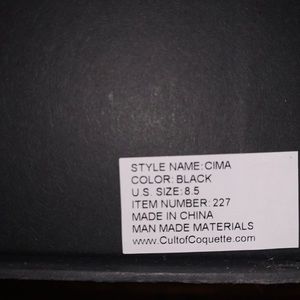 STYLE NAME: CIMA
COLOR: BLACK
U.S. SIZE: 8.5
ITEM NUMBER: 227
MADE IN CHINA
MAN MADE MATERIALS
www.CultofCoquette.com